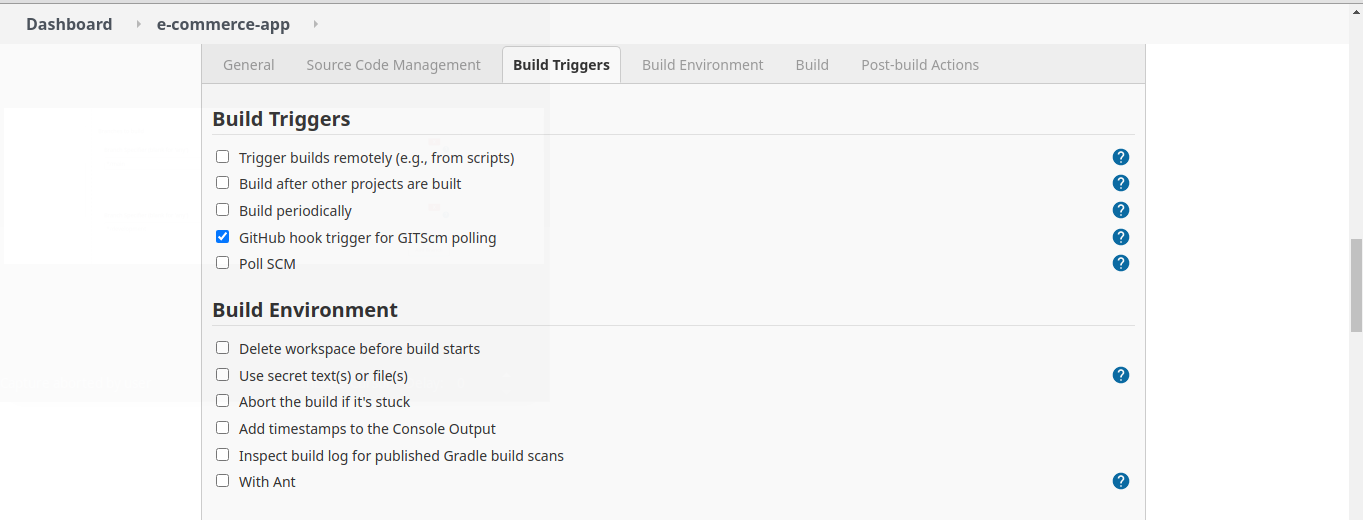 Dashboard e-commerce-app
General Source Code Management Build Triggers Build Environment Build Post-build Actions
Build Triggers
Trigger builds remotely (e.g., from scripts) ?
Build after other projects are built ?
Build periodically ?
GitHub hook trigger for GITScm polling ?
Poll SCM ?
Build Environment
Delete workspace before build starts
Use secret text(s) or file(s) ?
Abort the build if it's stuck
Add timestamps to the Console Output
Inspect build log for published Gradle build scans
With Ant ?